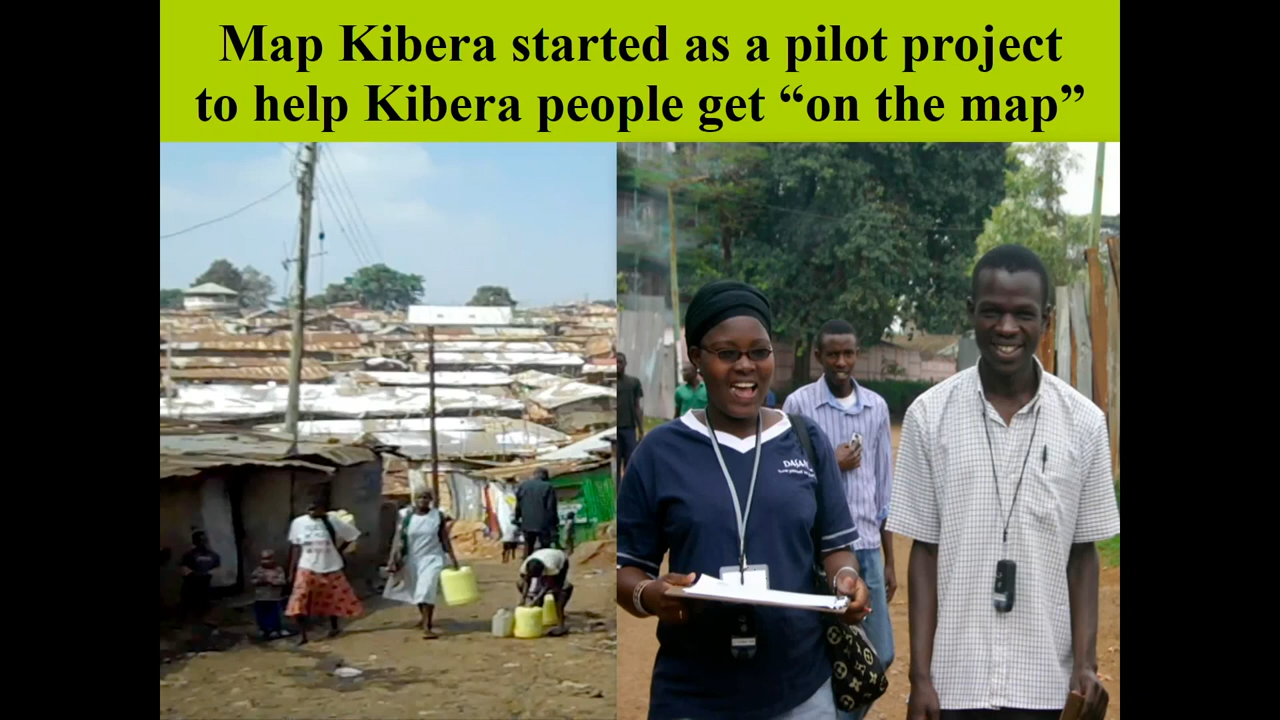 Map Kibera started as a pilot project
to help Kibera people get “on the map”